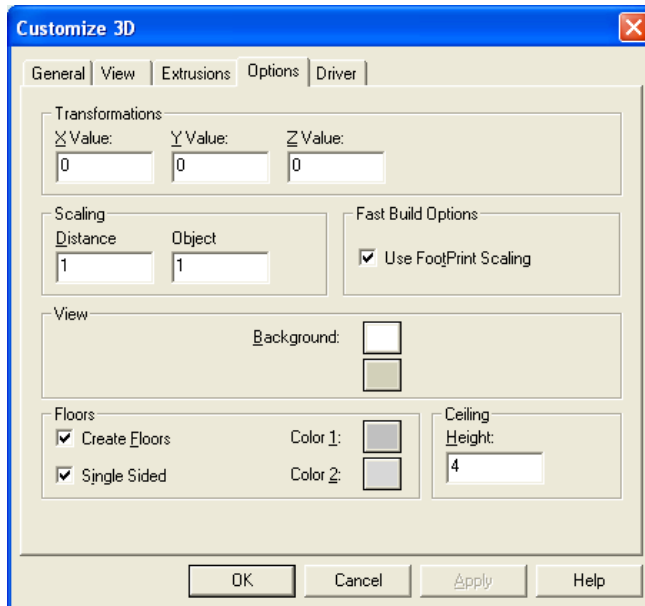 Customize 3D
General View Extrusions Options Driver
Transformations
X Value: Y Value: Z Value:
0 0 0
Scaling Fast Build Options
Distance Object
1 1 Use FootPrint Scaling
View
Background:
Floors Ceiling
Create Floors Color 1: Height:
4
Single Sided Color 2:
OK Cancel Apply Help